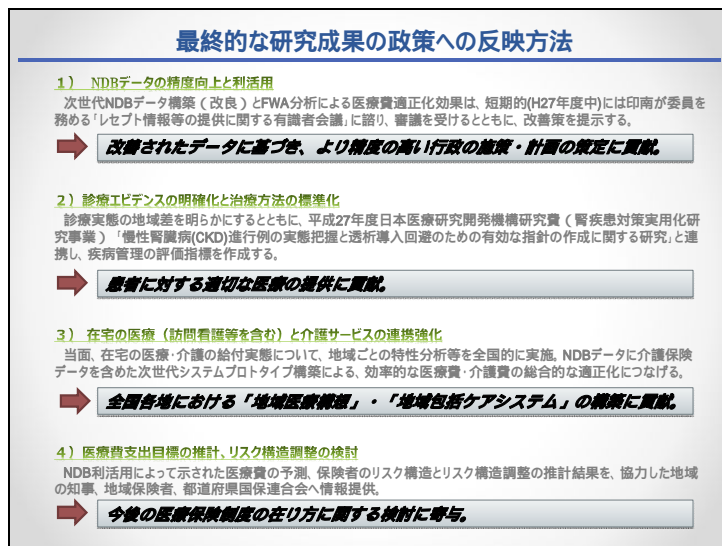 最終的な研究成果の政策への反映方法
１） NDBデータの精度向上と利活用
次世代NDBデータ構築（改良）とFWA分析による医療費適正化効果は、短期的(H27年度中)には印南が委員を
務める「レセプト情報等の提供に関する有識者会議」に諮り、審議を受けるとともに、改善策を提示する。
改善されたデータに基づき、より精度の高い行政の施策・計画の策定に貢献。
２）診療エビデンスの明確化と治療方法の標準化
診療実態の地域差を明らかにするとともに、平成27年度日本医療研究開発機構研究費（腎疾患対策実用化研
究事業）「慢性腎臓病(CKD)進行例の実態把握と透析導入回避のための有効な指針の作成に関する研究」と連
携し、疾病管理の評価指標を作成する。
患者に対する適切な医療の提供に貢献。
３） 在宅の医療（訪問看護等を含む）と介護サービスの連携強化
当面、在宅の医療・介護の給付実態について、地域ごとの特性分析等を全国的に実施。NDBデータに介護保険
データを含めた次世代システムプロトタイプ構築による、効率的な医療費・介護費の総合的な適正化につなげる。
全国各地における「地域医療構想」・「地域包括ケアシステム」の構築に貢献。
４）医療費支出目標の推計、リスク構造調整の検討
NDB利活用によって示された医療費の予測、保険者のリスク構造とリスク構造調整の推計結果を、協力した地域
の知事、地域保険者、都道府県国保連合会へ情報提供。
今後の医療保険制度の在り方に関する検討に寄与。